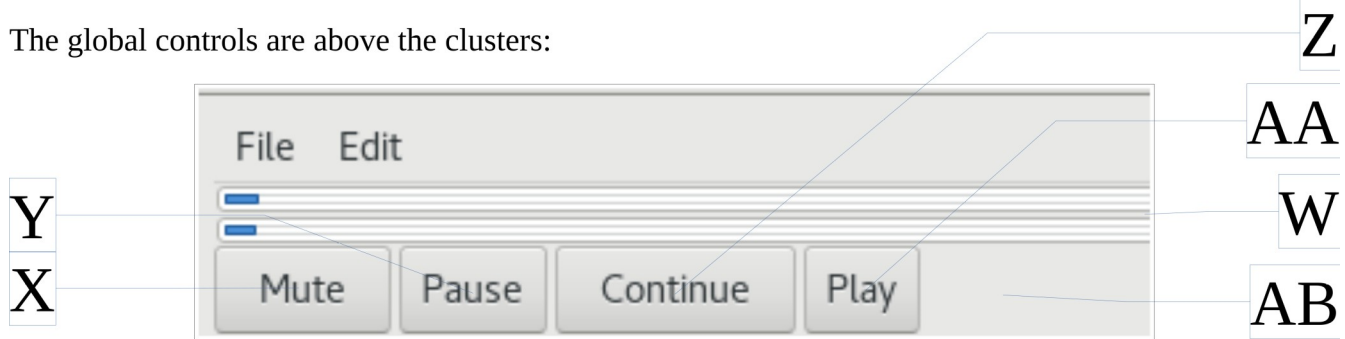 The global controls are above the clusters:
Z
AA
File Edit
Y
W
X
Mute Pause Continue Play
AB